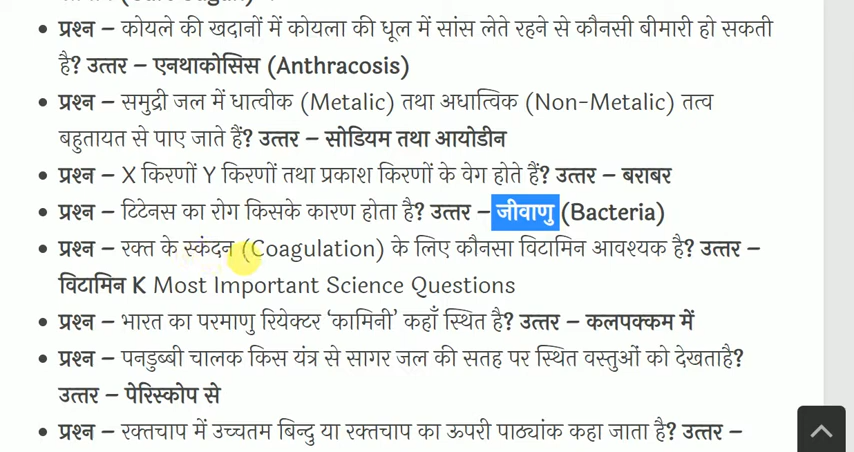 प्रश्न – कोयले की खदानों में कोयला की धूल में सांस लेते रहने से कौनसी बीमारी हो सकती
है? उत्तर – एनथाकोसिस (Anthracosis)
प्रश्न – समुद्री जल में धात्वीक (Metalic) तथा अधात्विक (Non-Metalic) तत्व
बहुतायत से पाए जाते हैं? उत्तर – सोडियम तथा आयोडीन
प्रश्न – X किरणों Y किरणों तथा प्रकाश किरणों के वेग होते हैं? उत्तर – बराबर
प्रश्न – टिटेनस का रोग किसके कारण होता है? उत्तर – जीवाणु (Bacteria)
प्रश्न – रक्त के स्कंदन (Coagulation) के लिए कौनसा विटामिन आवश्यक है? उत्तर –
विटामिन K Most Important Science Questions
प्रश्न – भारत का परमाणु रियेक्टर ‘कामिनी’ कहाँ स्थित है? उत्तर – कलपक्कम में
प्रश्न – पनडुब्बी चालक किस यंत्र से सागर जल की सतह पर स्थित वस्तुओं को देखताहै?
उत्तर – पेरिस्कोप से
प्रश्न – रक्तचाप में उच्चतम बिन्दु या रक्तचाप का ऊपरी पाठ्यांक कहा जाता है? उत्तर –